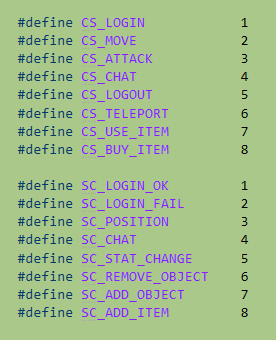 #define CS_LOGIN 1
#define CS_MOVE 2
#define CS_ATTACK 3
#define CS_CHAT 4
#define CS_LOGOUT 5
#define CS_TELEPORT 6
#define CS_USE_ITEM 7
#define CS_BUY_ITEM 8

#define SC_LOGIN_OK 1
#define SC_LOGIN_FAIL 2
#define SC_POSITION 3
#define SC_CHAT 4
#define SC_STAT_CHANGE 5
#define SC_REMOVE_OBJECT 6
#define SC_ADD_OBJECT 7
#define SC_ADD_ITEM 8